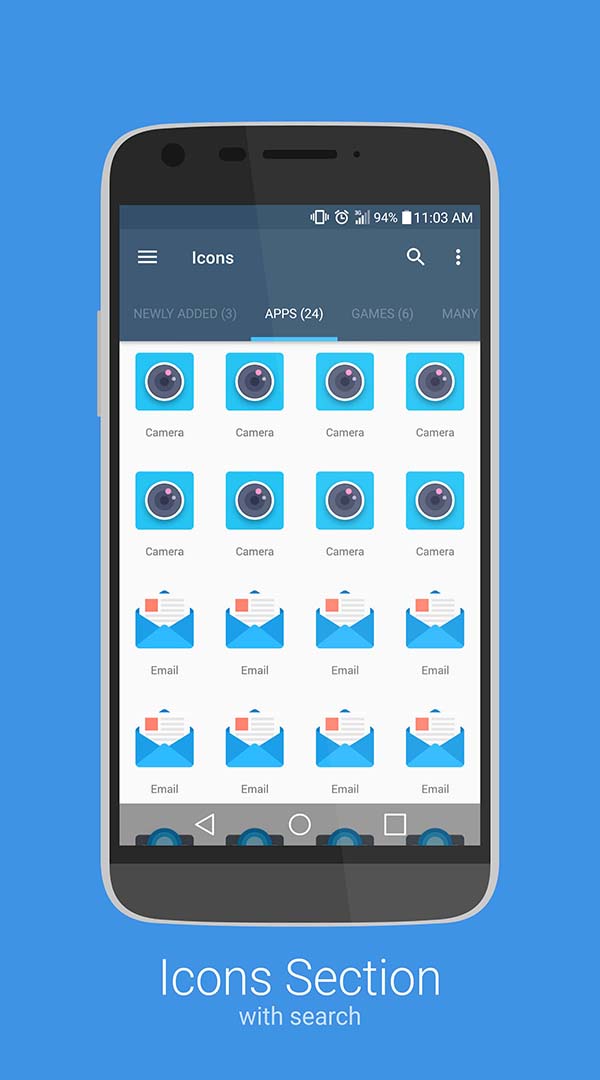 3G 94% 11:03 AM
Icons
NEWLY ADDED (3) APPS (24) GAMES (6) MANY
Camera Camera Camera Camera
Camera Camera Camera Camera
Email Email Email Email
Email Email Email Email
Icons Section
with search